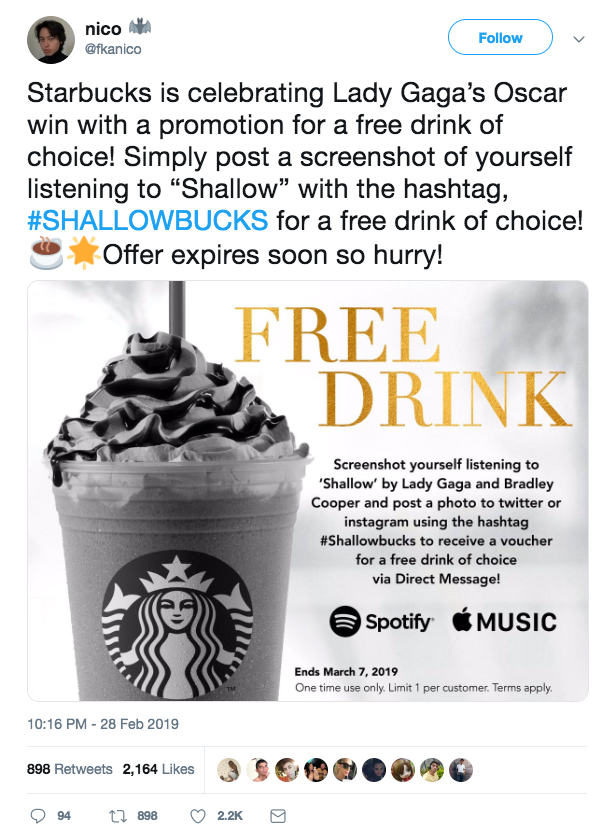 nico
@fkanico
Follow
Starbucks is celebrating Lady Gaga’s Oscar
win with a promotion for a free drink of
choice! Simply post a screenshot of yourself
listening to “Shallow” with the hashtag,
#SHALLOWBUCKS for a free drink of choice!
Offer expires soon so hurry!
FREE
DRINK
Screenshot yourself listening to
‘Shallow’ by Lady Gaga and Bradley
Cooper and post a photo to twitter or
instagram using the hashtag
#Shallowbucks to receive a voucher
for a free drink of choice
via Direct Message!
Spotify MUSIC
TM
Ends March 7, 2019
One time use only. Limit 1 per customer. Terms apply.
10:16 PM - 28 Feb 2019
898 Retweets 2,164 Likes
94 898 2.2K